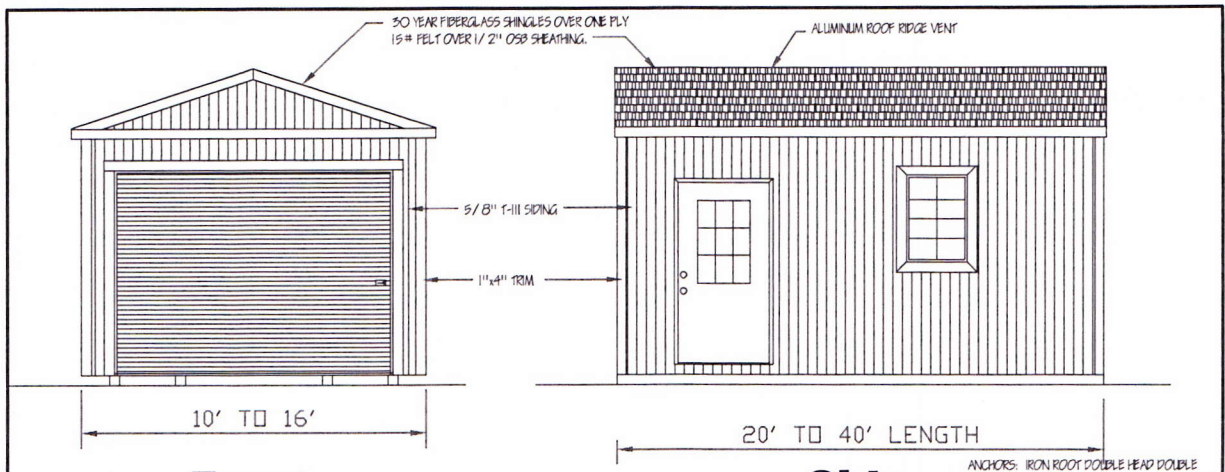 30 YEAR FIBERGLASS SHINGLES OVER ONE PLY
15# FELT OVER 1/2" OSB SHEATHING.
ALUMINUM ROOF RIDGE VENT
5/8" T-111 SIDING
1"x4" TRIM
10' TO 16'
20' TO 40' LENGTH
ANCHORS: IRON ROOT DOUBLE HEAD DOUBLE